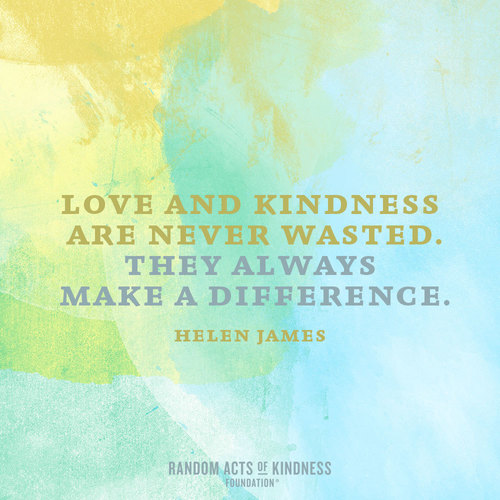 LOVE AND KINDNESS
ARE NEVER WASTED.
THEY ALWAYS
MAKE A DIFFERENCE.
HELEN JAMES
RANDOM ACTS OF KINDNESS
FOUNDATION®